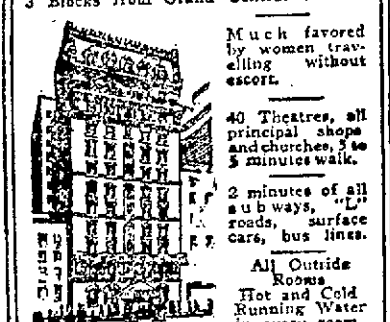 3 Blocks from Grand Central
Much favored
by women trav-
elling without
escort.
40 Theatres, all
principal shops
and churches, 3 to
5 minutes walk.
2 minutes of all
subways, "L"
roads, surface
cars, bus lines.
All Outside
Rooms
Hot and Cold
Running Water